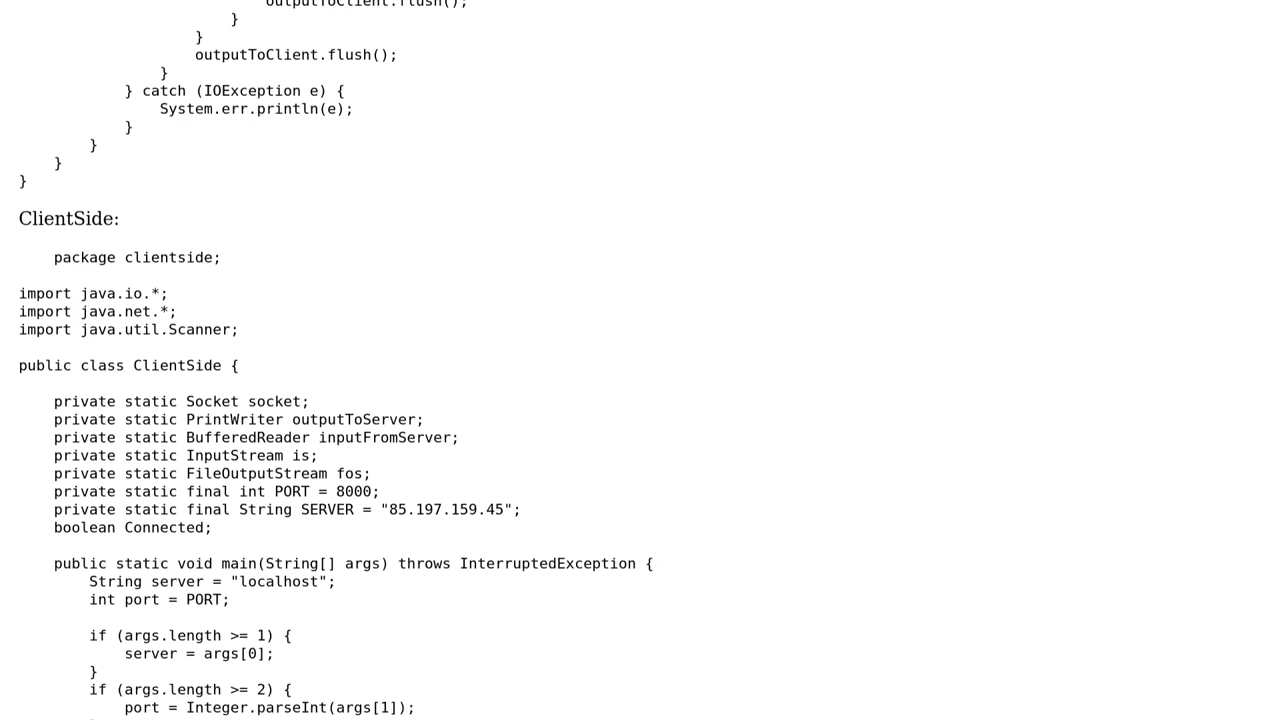 outputToClient.flush();
                        }
                    }
                    outputToClient.flush();
                }
            } catch (IOException e) {
                System.err.println(e);
            }
        }
    }
}
ClientSide:
    package clientside;
import java.io.*;
import java.net.*;
import java.util.Scanner;
public class ClientSide {
    private static Socket socket;
    private static PrintWriter outputToServer;
    private static BufferedReader inputFromServer;
    private static InputStream is;
    private static FileOutputStream fos;
    private static final int PORT = 8000;
    private static final String SERVER = "85.197.159.45";
    boolean Connected;
    public static void main(String[] args) throws InterruptedException {
        String server = "localhost";
        int port = PORT;
        if (args.length >= 1) {
            server = args[0];
        }
        if (args.length >= 2) {
            port = Integer.parseInt(args[1]);